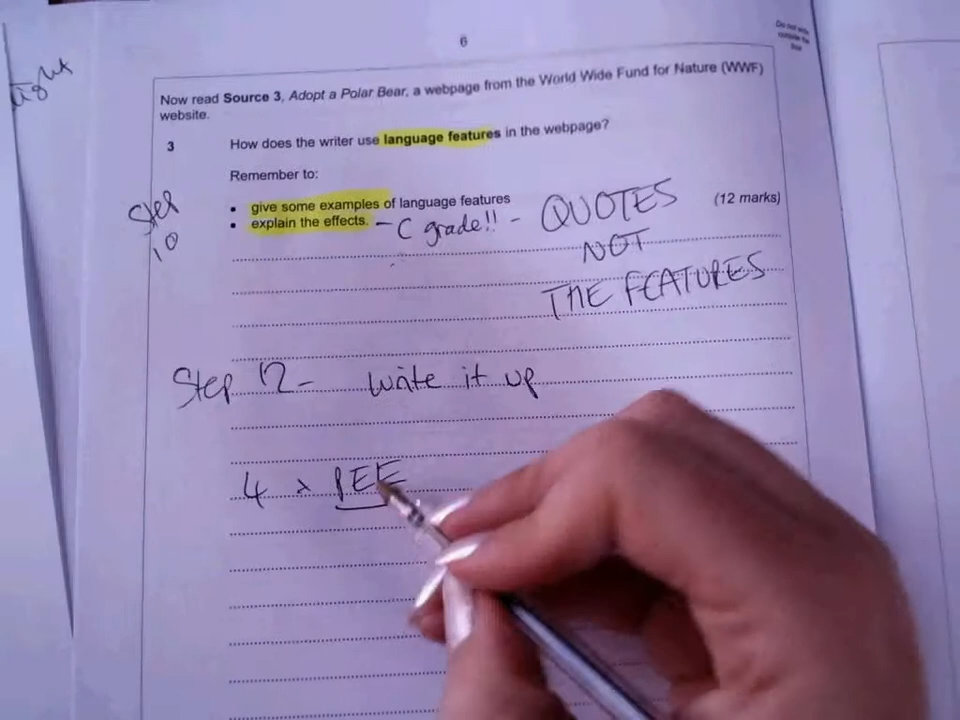 6
Now read Source 3, Adopt a Polar Bear, a webpage from the World Wide Fund for Nature (WWF)
website.
3 How does the writer use language features in the webpage?
Remember to:
• give some examples of language features
• explain the effects. – C grade!! – QUOTES
(12 marks)
NOT
THE FEATURES
Step
10
Step 12 – Write it up
4 x PEE